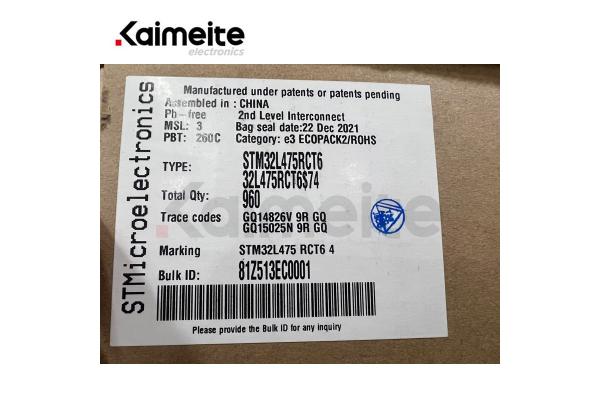 Kaimeite
electronics
STMicroelectronics
Manufactured under patents or patents pending
Assembled in : CHINA
Pb-free 2nd Level Interconnect
MSL: 3 Bag seal date:22 Dec 2021
PBT: 260C Category: e3 ECOPACK2/ROHS
TYPE: STM32L475RCT6
32L475RCT6$74
Total Qty: 960
Kaimeite
Trace codes GQ14826V 9R GQ
GQ15025N 9R GQ
Marking STM32L475 RCT6 4
Bulk ID: 81Z513EC0001
Please provide the Bulk ID for any inquiry